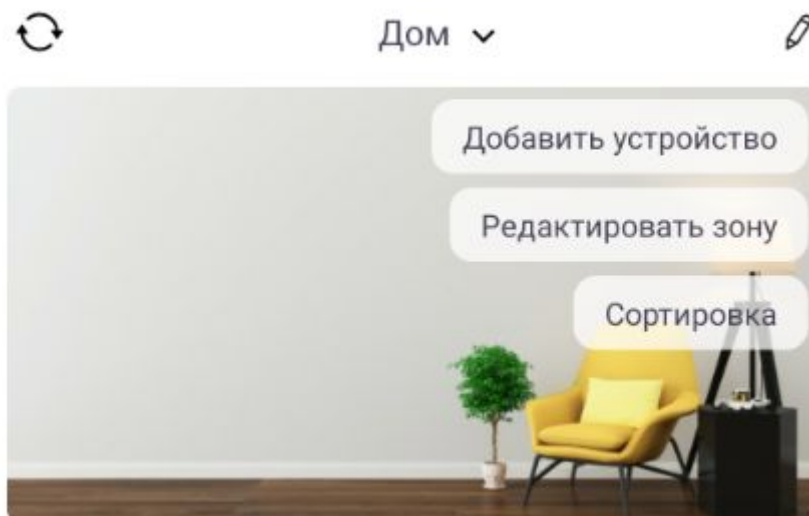 Дом
Добавить устройство
Редактировать зону
Сортировка